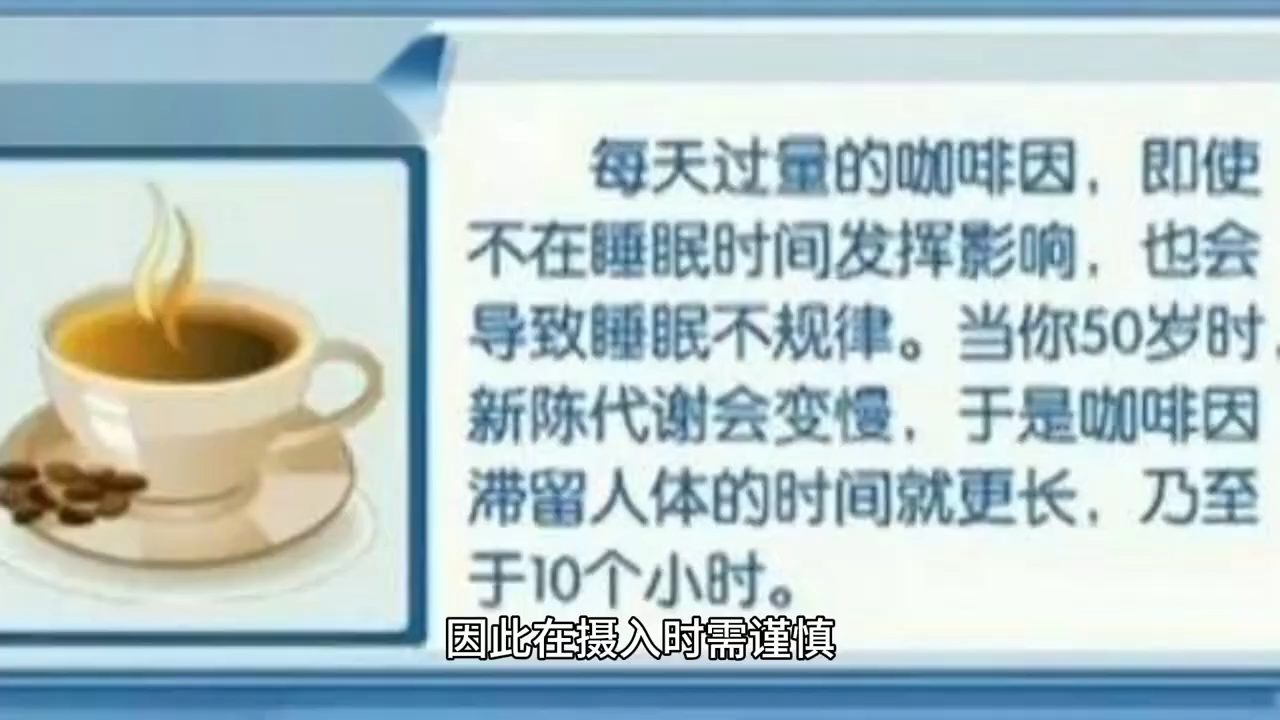 每天过量的咖啡因，即使
不在睡眠时间发挥影响，也会
导致睡眠不规律。当你50岁时，
新陈代谢会变慢，于是咖啡因
滞留人体的时间就更长，乃至
于10个小时。
因此在摄入时需谨慎